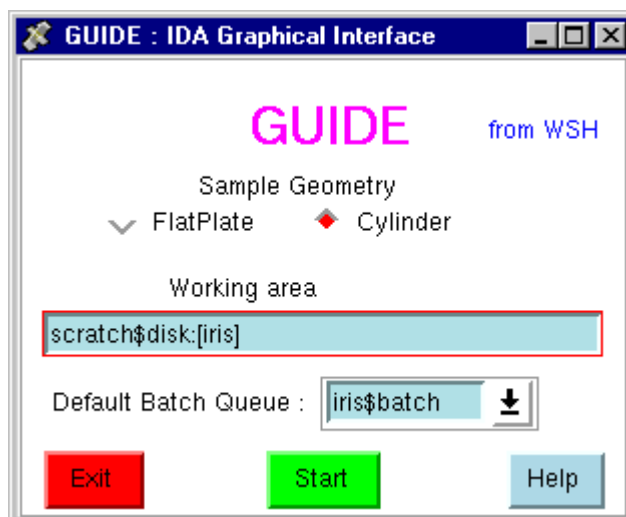 GUIDE : IDA Graphical Interface
GUIDE from WSH
Sample Geometry
FlatPlate Cylinder
Working area
scratch$disk:[iris]
Default Batch Queue : iris$batch
Exit Start Help